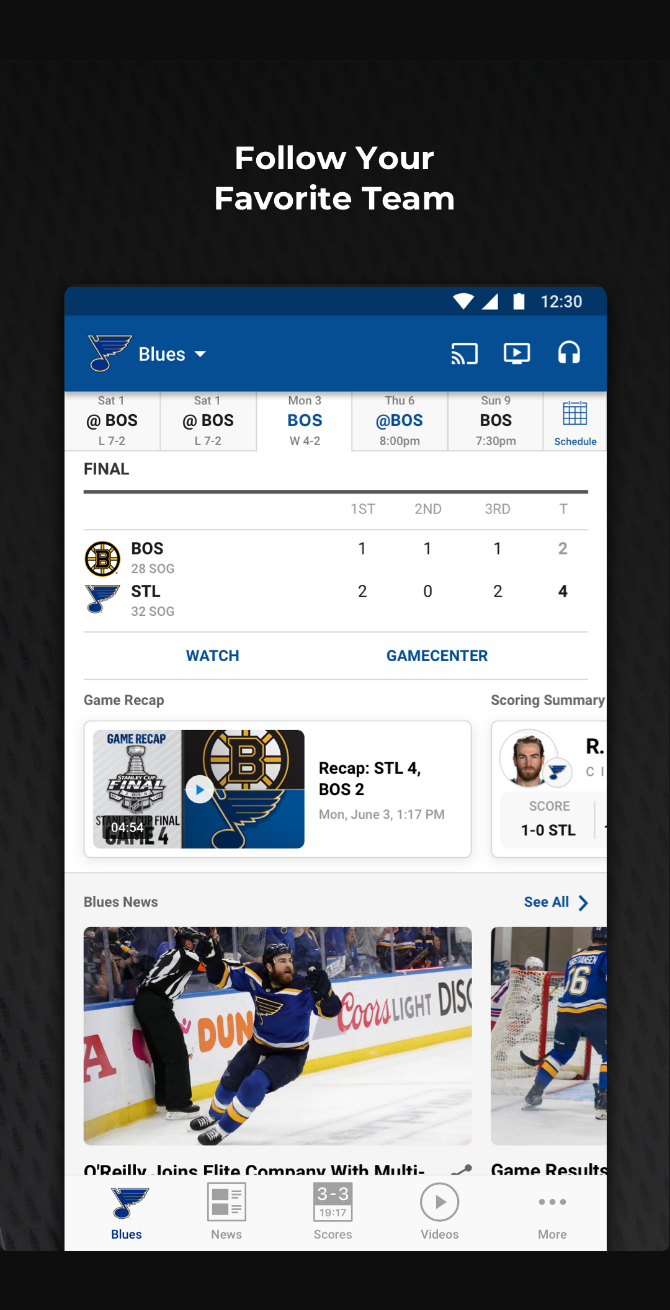 Follow Your
Favorite Team
12:30
Blues
Sat 1
@ BOS
L 7-2
Sat 1
@ BOS
L 7-2
Mon 3
BOS
W 4-2
Thu 6
@BOS
8:00pm
Sun 9
BOS
7:30pm
Schedule
FINAL
1ST 2ND 3RD T
BOS 1 1 1 2
28 SOG
STL 2 0 2 4
32 SOG
WATCH GAMECENTER
Game Recap
Scoring Summary
GAME RECAP
STANLEY CUP
FINAL
STANLEY CUP FINAL
GAME 4
04:54
Recap: STL 4,
BOS 2
Mon, June 3, 1:17 PM
R.
C
SCORE
1-0 STL
Blues News
See All
DUN
Coors LIGHT
DISC
16
O'Reilly Joins Elite Company With Multi-
Game Results
Blues
News
3-3
19:17
Scores
Videos
More